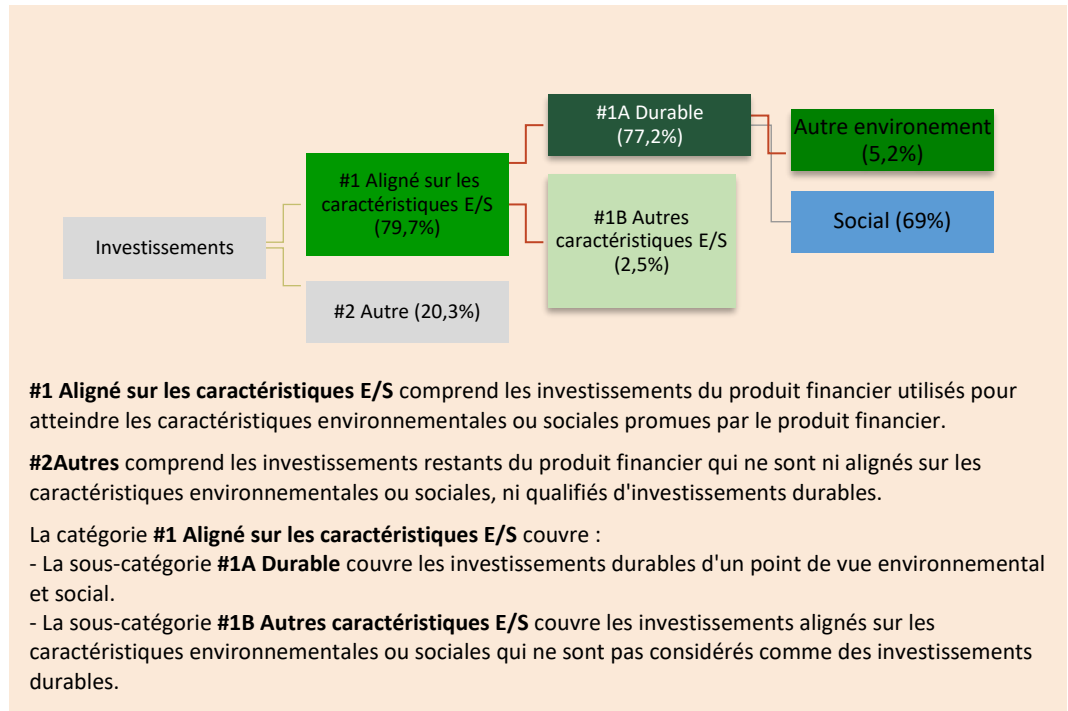 #1A Durable
(77,2%)
Autre environement
(5,2%)
#1 Aligné sur les
caractéristiques E/S
(79,7%)
#1B Autres
caractéristiques E/S
(2,5%)
Social (69%)
Investissements
#2 Autre (20,3%)
#1 Aligné sur les caractéristiques E/S comprend les investissements du produit financier utilisés pour
atteindre les caractéristiques environnementales ou sociales promues par le produit financier.
#2Autres comprend les investissements restants du produit financier qui ne sont ni alignés sur les
caractéristiques environnementales ou sociales, ni qualifiés d'investissements durables.
La catégorie #1 Aligné sur les caractéristiques E/S couvre :
- La sous-catégorie #1A Durable couvre les investissements durables d'un point de vue environnemental
et social.
- La sous-catégorie #1B Autres caractéristiques E/S couvre les investissements alignés sur les
caractéristiques environnementales ou sociales qui ne sont pas considérés comme des investissements
durables.